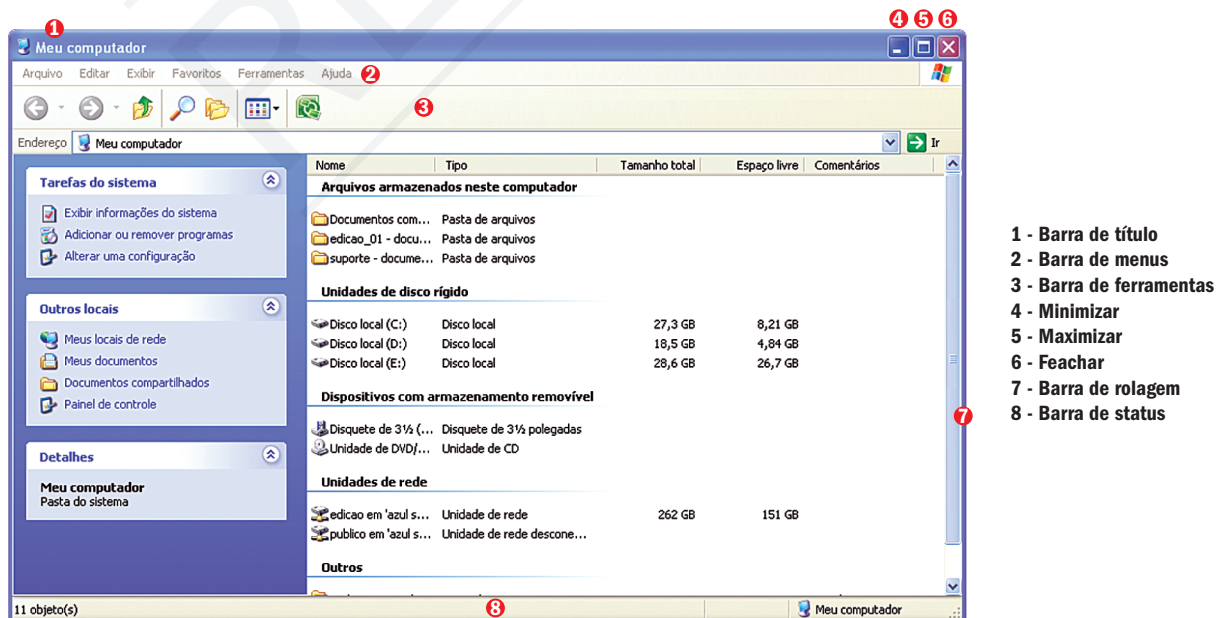 1
4 5 6
Meu computador
Arquivo Editar Exibir Favoritos Ferramentas Ajuda 2
3
Endereço Meu computador Ir
Nome Tipo Tamanho total Espaço livre Comentários
Tarefas do sistema
Exibir informações do sistema
Adicionar ou remover programas
Alterar uma configuração
Outros locais
Meus locais de rede
Meus documentos
Documentos compartilhados
Painel de controle
Detalhes
Meu computador
Pasta do sistema
Arquivos armazenados neste computador
Documentos com... Pasta de arquivos
edicao_01 - docu... Pasta de arquivos
suporte - docume... Pasta de arquivos
Unidades de disco rígido
Disco local (C:) Disco local 27,3 GB 8,21 GB
Disco local (D:) Disco local 18,5 GB 4,84 GB
Disco local (E:) Disco local 28,6 GB 26,7 GB
Dispositivos com armazenamento removível
Disquete de 3½ (... Disquete de 3½ polegadas
Unidade de DVD/... Unidade de CD
7
Unidades de rede
edicao em 'azul s... Unidade de rede 262 GB 151 GB
publico em 'azul s... Unidade de rede descone...
Outros
11 objeto(s) 8 Meu computador
1 - Barra de título
2 - Barra de menus
3 - Barra de ferramentas
4 - Minimizar
5 - Maximizar
6 - Feachar
7 - Barra de rolagem
8 - Barra de status